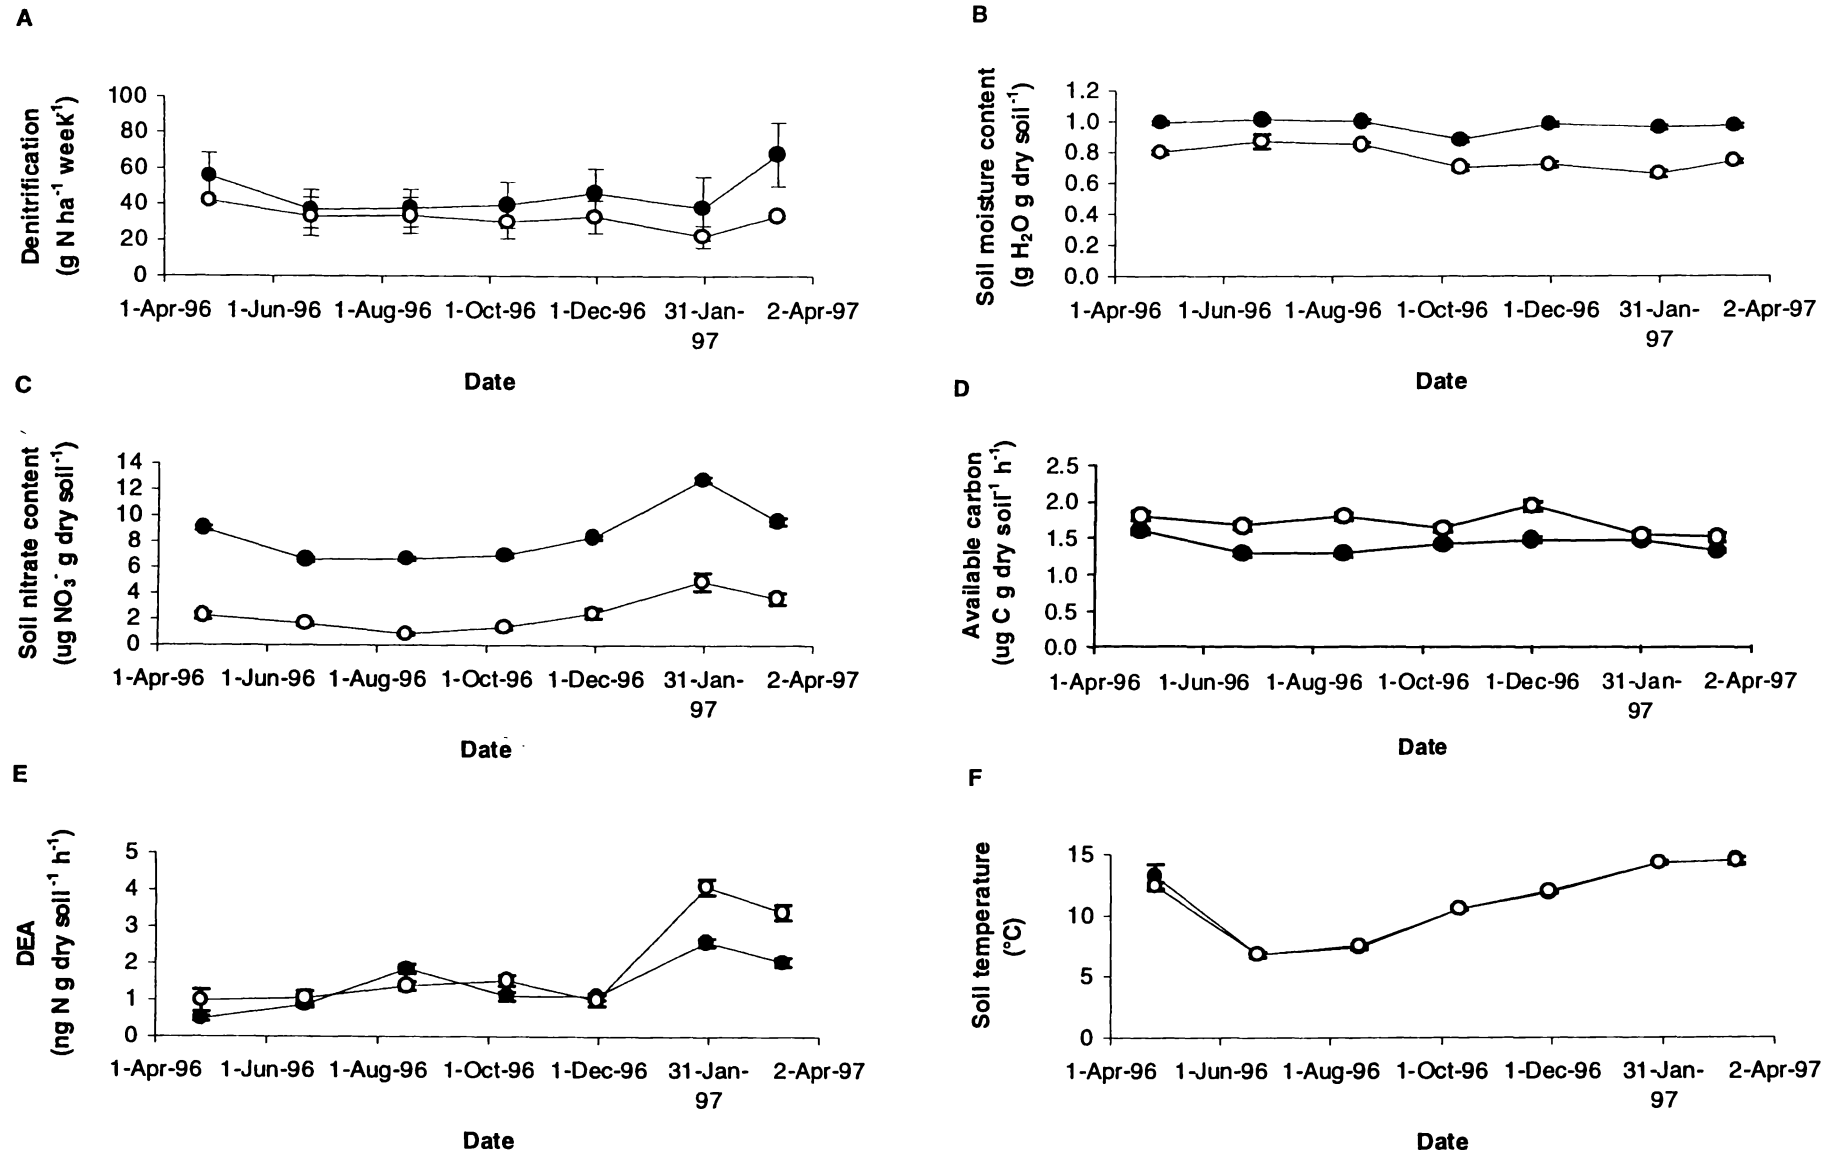 A
Denitrification
(g N ha⁻¹ weeK¹)
100
80
60
40
20
0
1-Apr-96 1-Jun-96 1-Aug-96 1-Oct-96 1-Dec-96 31-Jan- 2-Apr-97
97
Date
B
Soil moisture content
(g H₂O g dry soil⁻¹)
1.2
1.0
0.8
0.6
0.4
0.2
0.0
1-Apr-96 1-Jun-96 1-Aug-96 1-Oct-96 1-Dec-96 31-Jan- 2-Apr-97
97
Date
C
Soil nitrate content
(ug NO₃⁻ g dry soil⁻¹)
14
12
10
8
6
4
2
0
1-Apr-96 1-Jun-96 1-Aug-96 1-Oct-96 1-Dec-96 31-Jan- 2-Apr-97
97
Date
D
Available carbon
(ug C g dry soil⁻¹ h⁻¹)
2.5
2.0
1.5
1.0
0.5
0.0
1-Apr-96 1-Jun-96 1-Aug-96 1-Oct-96 1-Dec-96 31-Jan- 2-Apr-97
97
Date
E
DEA
(ng N g dry soil⁻¹ h⁻¹)
5
4
3
2
1
0
1-Apr-96 1-Jun-96 1-Aug-96 1-Oct-96 1-Dec-96 31-Jan- 2-Apr-97
97
Date
F
Soil temperature
(°C)
15
10
5
0
1-Apr-96 1-Jun-96 1-Aug-96 1-Oct-96 1-Dec-96 31-Jan- 2-Apr-97
97
Date